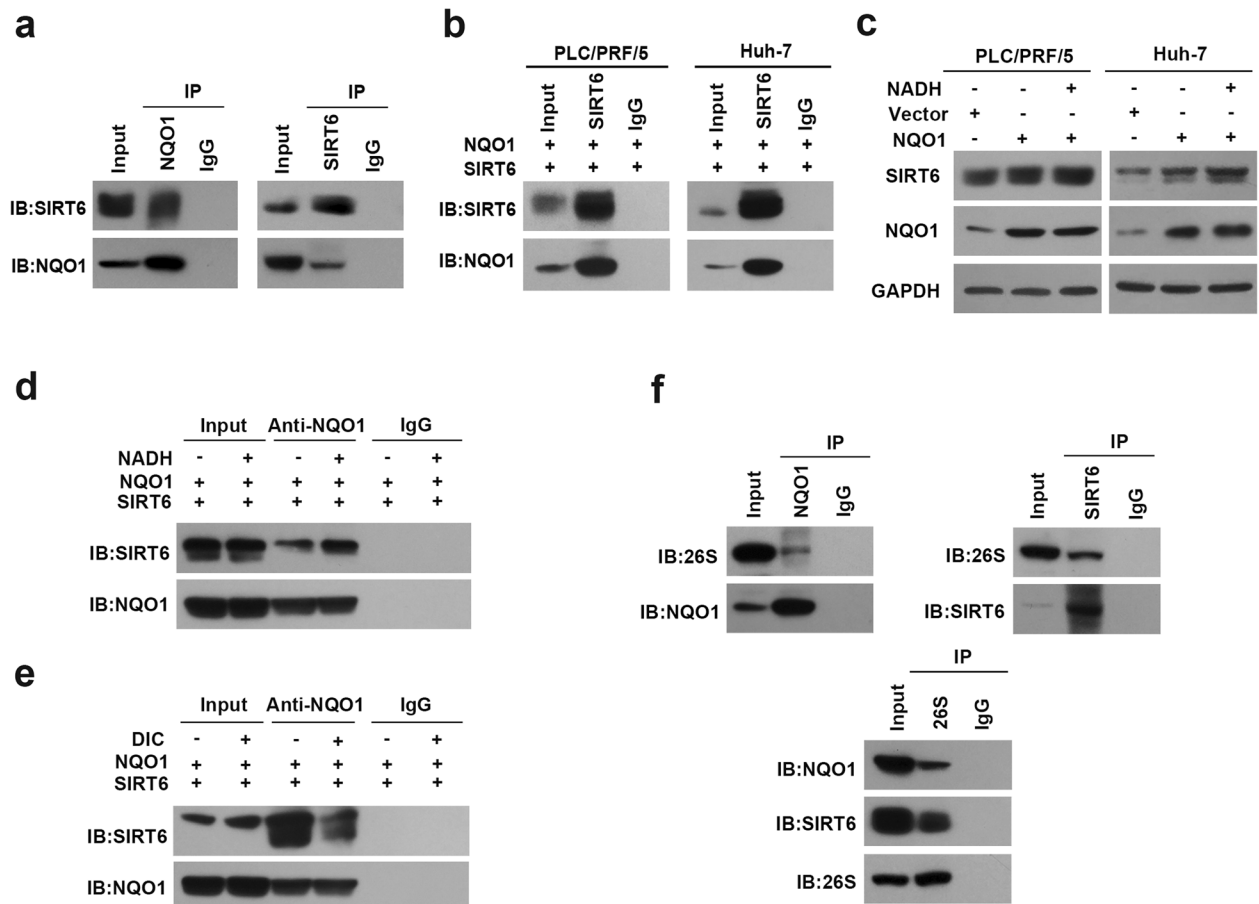 a
IP
IP
Input
NQO1
IgG
Input
SIRT6
IgG
IB:SIRT6
IB:NQO1
b
PLC/PRF/5
Huh-7
Input
SIRT6
IgG
Input
SIRT6
IgG
NQO1 + + + + + +
SIRT6 + + + + + +
IB:SIRT6
IB:NQO1
c
PLC/PRF/5
Huh-7
NADH - - + - - +
Vector + - - + - -
NQO1 - + + - + +
SIRT6
NQO1
GAPDH
d
Input Anti-NQO1 IgG
NADH - + - + - +
NQO1 + + + + + +
SIRT6 + + + + + +
IB:SIRT6
IB:NQO1
e
Input Anti-NQO1 IgG
DIC - + - + - +
NQO1 + + + + + +
SIRT6 + + + + + +
IB:SIRT6
IB:NQO1
f
IP
Input
NQO1
IgG
IB:26S
IB:NQO1
IP
Input
SIRT6
IgG
IB:26S
IB:SIRT6
IP
Input
26S
IgG
IB:NQO1
IB:SIRT6
IB:26S